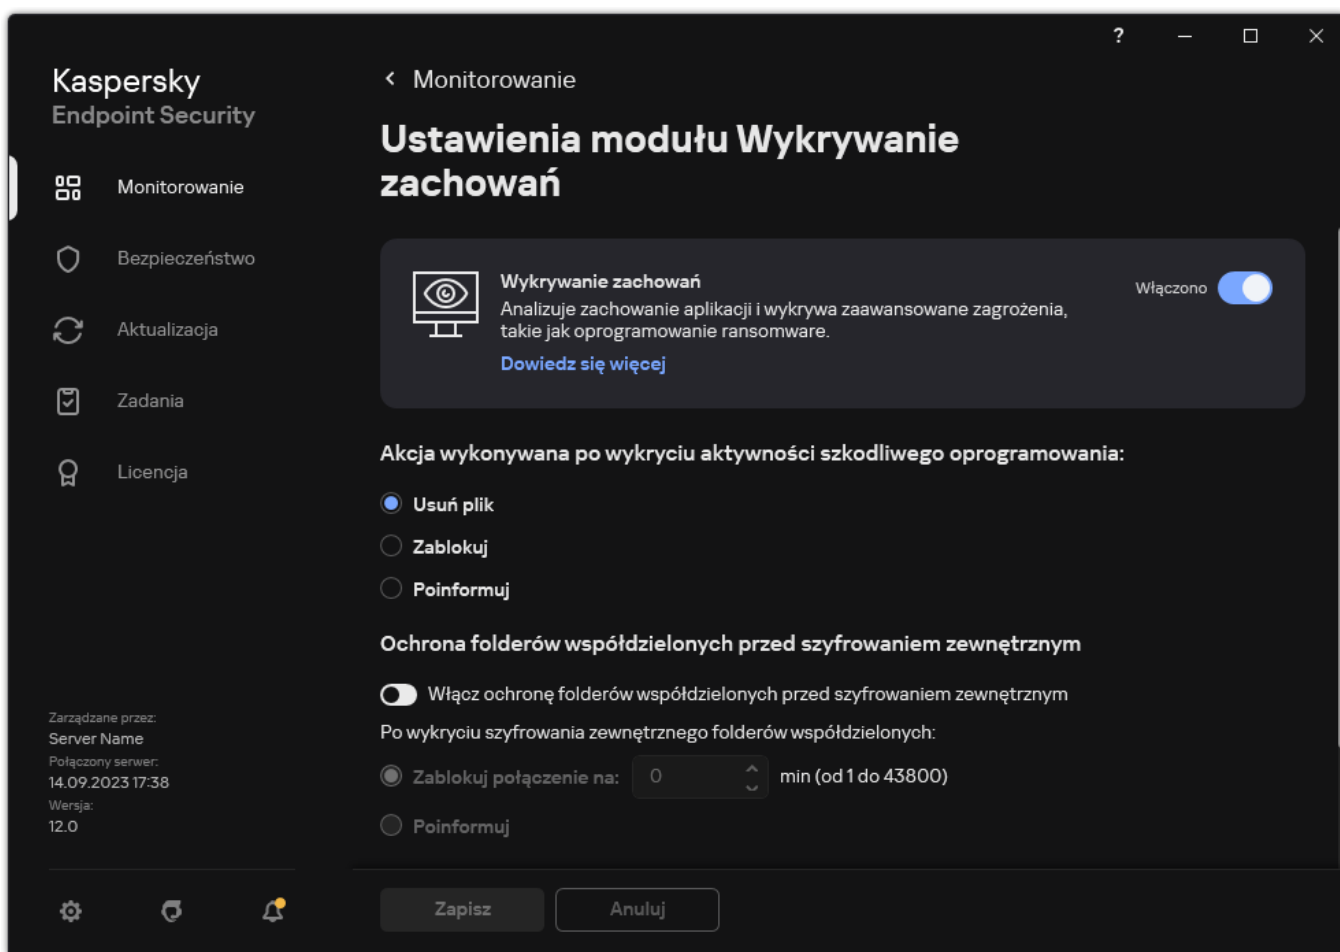 ?
Kaspersky
Endpoint Security
Monitorowanie
Bezpieczeństwo
Aktualizacja
Zadania
Licencja
Zarządzane przez:
Server Name
Połączony serwer:
14.09.2023 17:38
Wersja:
12.0
Monitorowanie
Ustawienia modułu Wykrywanie
zachowań
Wykrywanie zachowań
Analizuje zachowanie aplikacji i wykrywa zaawansowane zagrożenia,
takie jak oprogramowanie ransomware.
Dowiedz się więcej
Włączono
Akcja wykonywana po wykryciu aktywności szkodliwego oprogramowania:
Usuń plik
Zablokuj
Poinformuj
Ochrona folderów współdzielonych przed szyfrowaniem zewnętrznym
Włącz ochronę folderów współdzielonych przed szyfrowaniem zewnętrznym
Po wykryciu szyfrowania zewnętrznego folderów współdzielonych:
Zablokuj połączenie na: 0 min (od 1 do 43800)
Poinformuj
Zapisz Anuluj